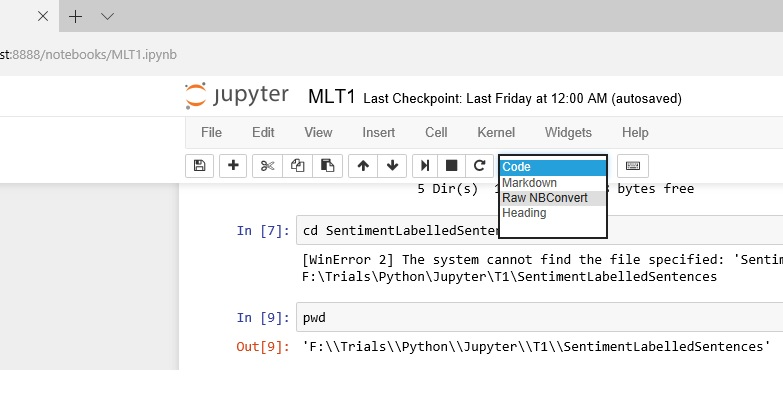 st:8888/notebooks/MLT1.ipynb
jupyter MLT1 Last Checkpoint: Last Friday at 12:00 AM (autosaved)
File Edit View Insert Cell Kernel Widgets Help
Code
Markdown
Raw NBConvert
Heading
5 Dir(s) bytes free
In [7]: cd SentimentLabelledSenten
[WinError 2] The system cannot find the file specified: 'Sentim
F:\Trials\Python\Jupyter\T1\SentimentLabelledSentences
In [9]: pwd
Out[9]: 'F:\\Trials\\Python\\Jupyter\\T1\\SentimentLabelledSentences'